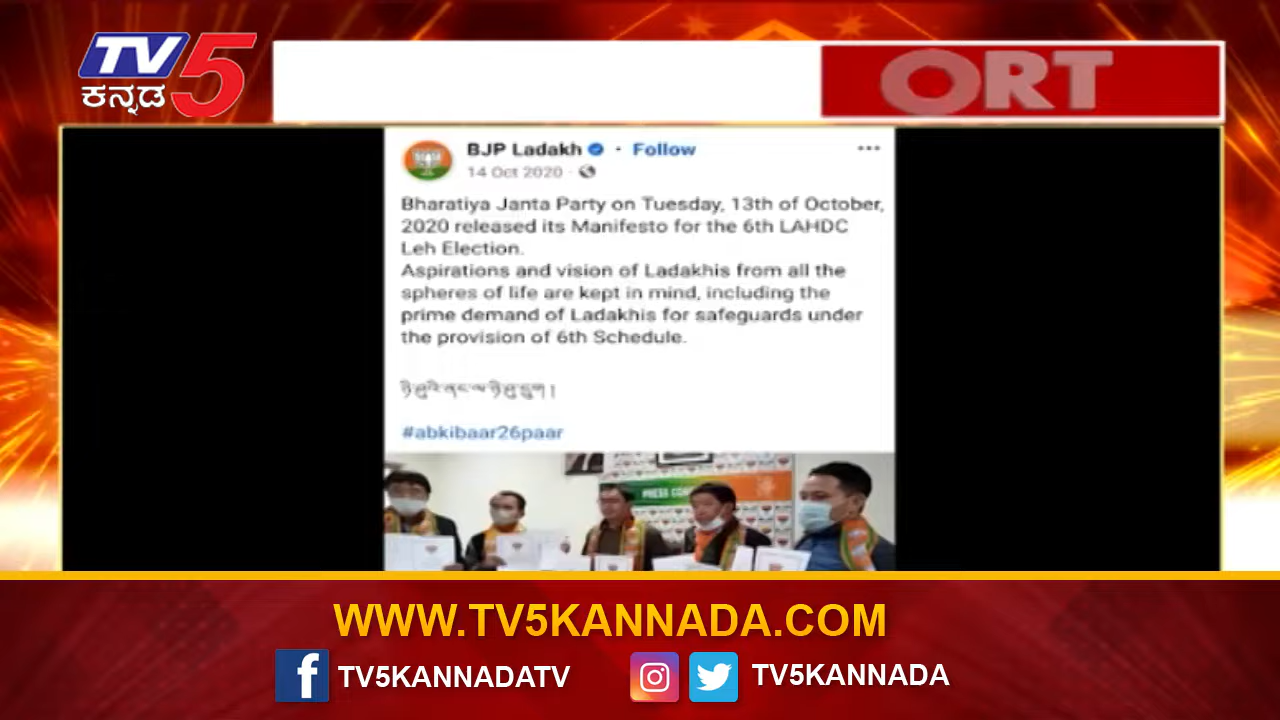 TV5
ಕನ್ನಡ
ORT
BJP Ladakh · Follow
14 Oct 2020 ·
Bharatiya Janta Party on Tuesday, 13th of October,
2020 released its Manifesto for the 6th LAHDC
Leh Election.
Aspirations and vision of Ladakhis from all the
spheres of life are kept in mind, including the
prime demand of Ladakhis for safeguards under
the provision of 6th Schedule.
#abkibaar26paar
WWW.TV5KANNADA.COM
TV5KANNADATV
TV5KANNADA